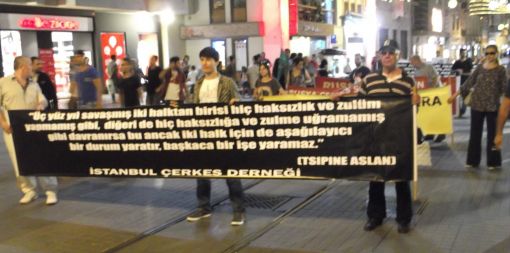 "Üç yüz yıl savaşmış iki halktan birisi hiç haksızlık ve zulüm
yapmamış gibi, diğeri de hiç haksızlığa ve zulme uğramamış
gibi davranırsa bu ancak iki halk için de aşağılayıcı
bir durum yaratır, başkaca bir işe yaramaz."
(TSIPINE ASLAN)
İSTANBUL ÇERKES DERNEĞİ